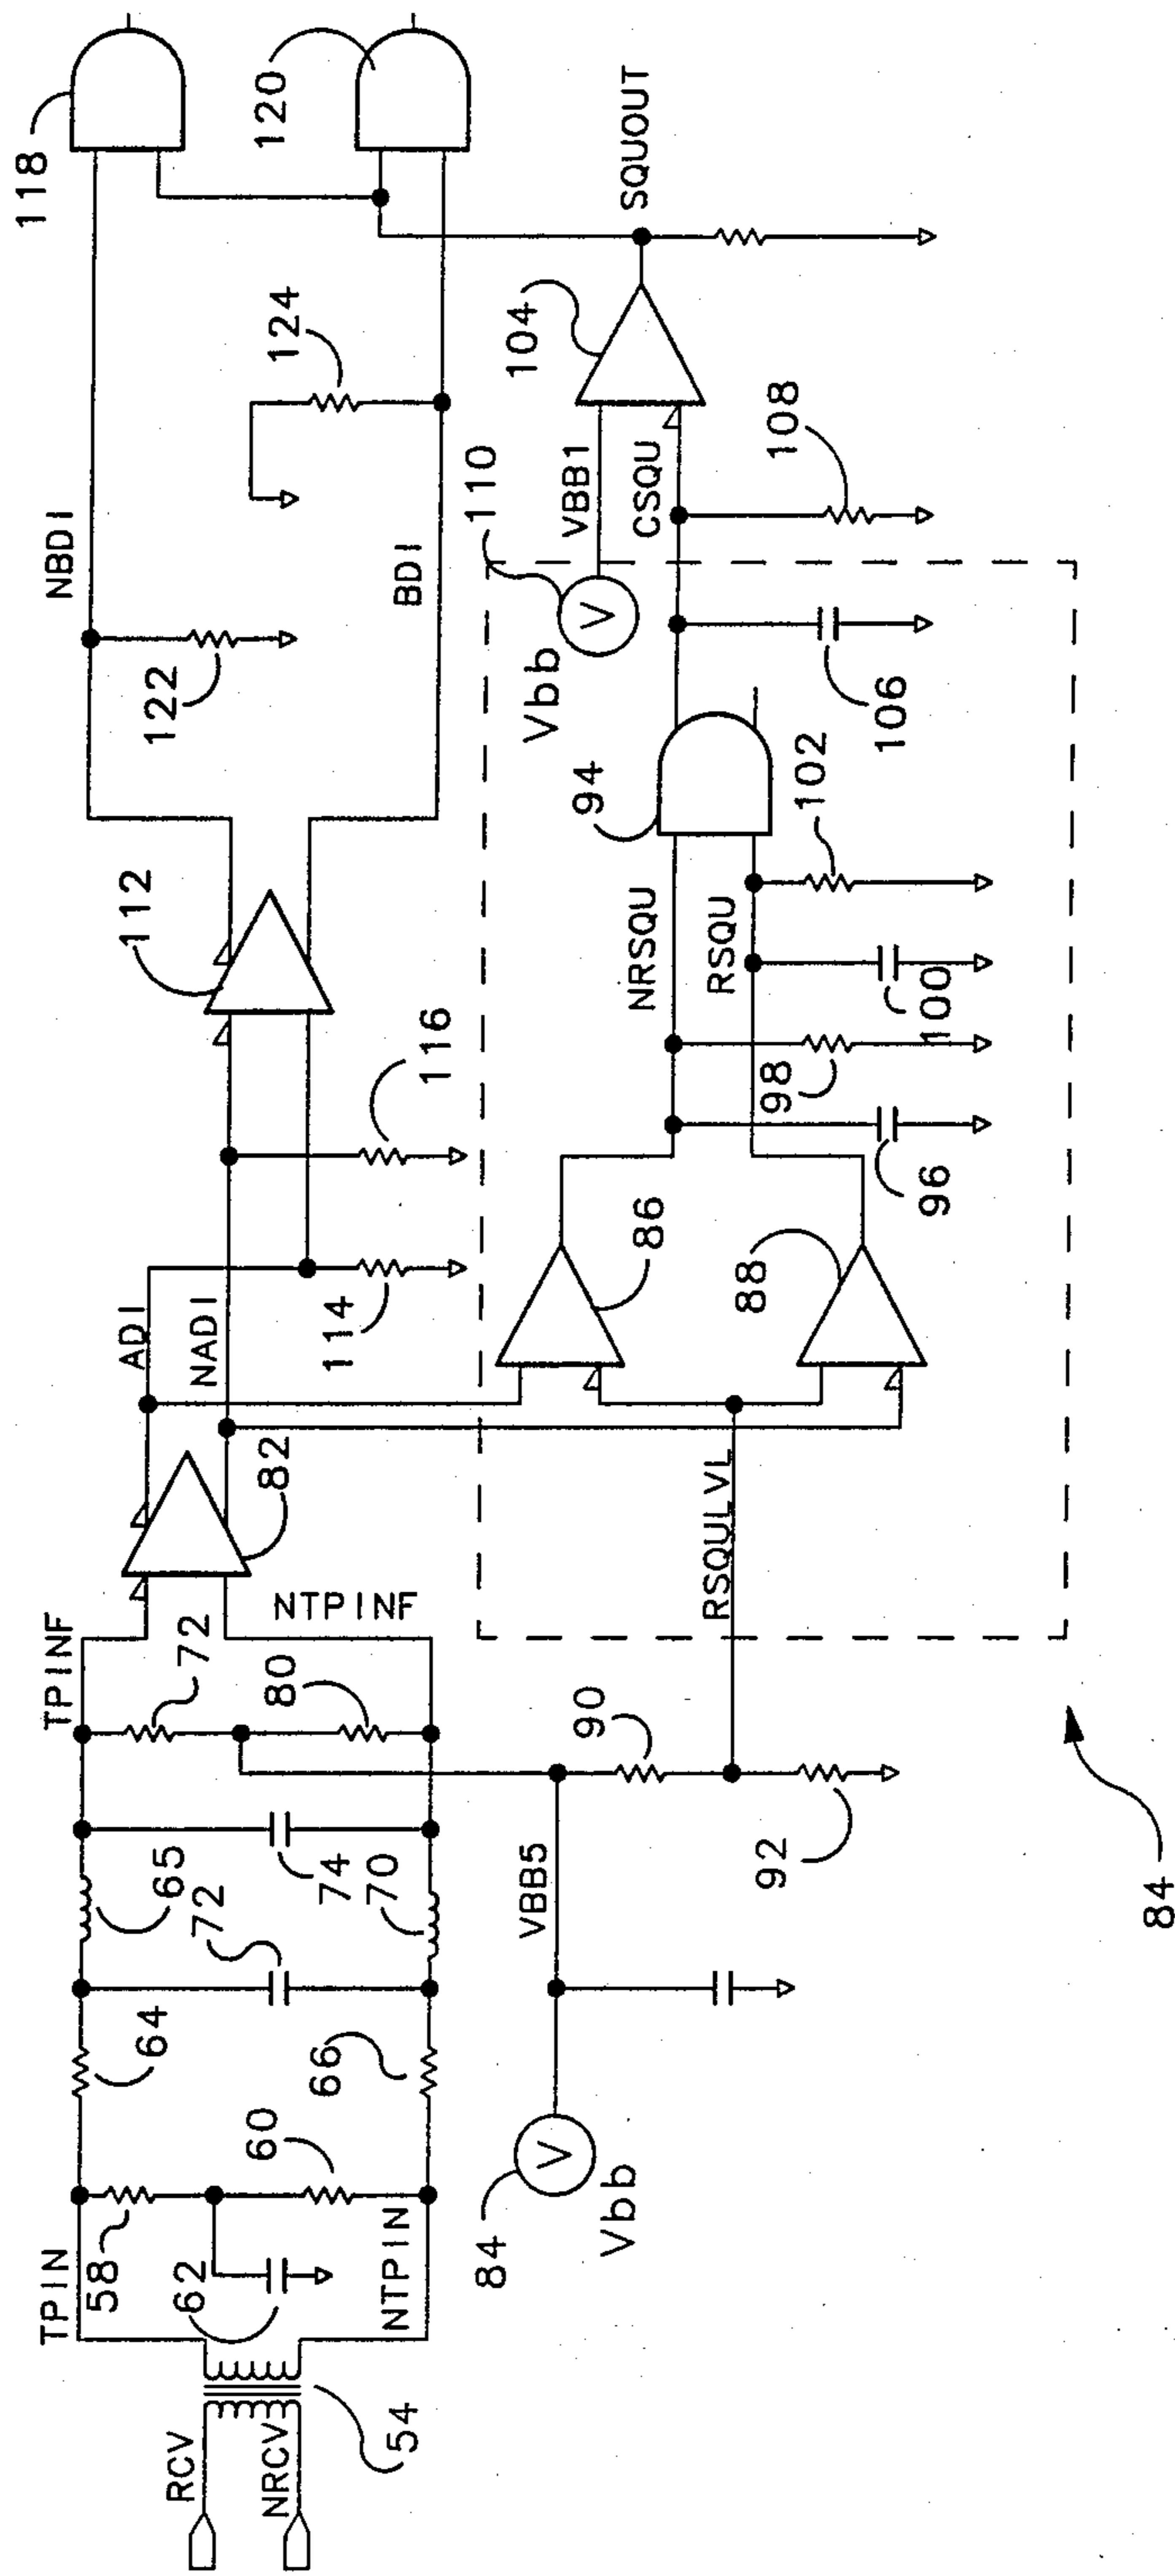 RCV
NRCV
54
TPIN
NTPIN
58
60
62
64
66
72
65
74
70
TPINF
NTPINF
72
80
82
84
Vbb
VBB5
90
92
RSQULVL
ADI
NADI
114
116
112
86
88
NRSQU
RSQU
96
98
100
102
94
106
108
Vbb
110
VBB1
CSQU
104
SQUOUT
NBDI
BDI
122
124
118
120
84